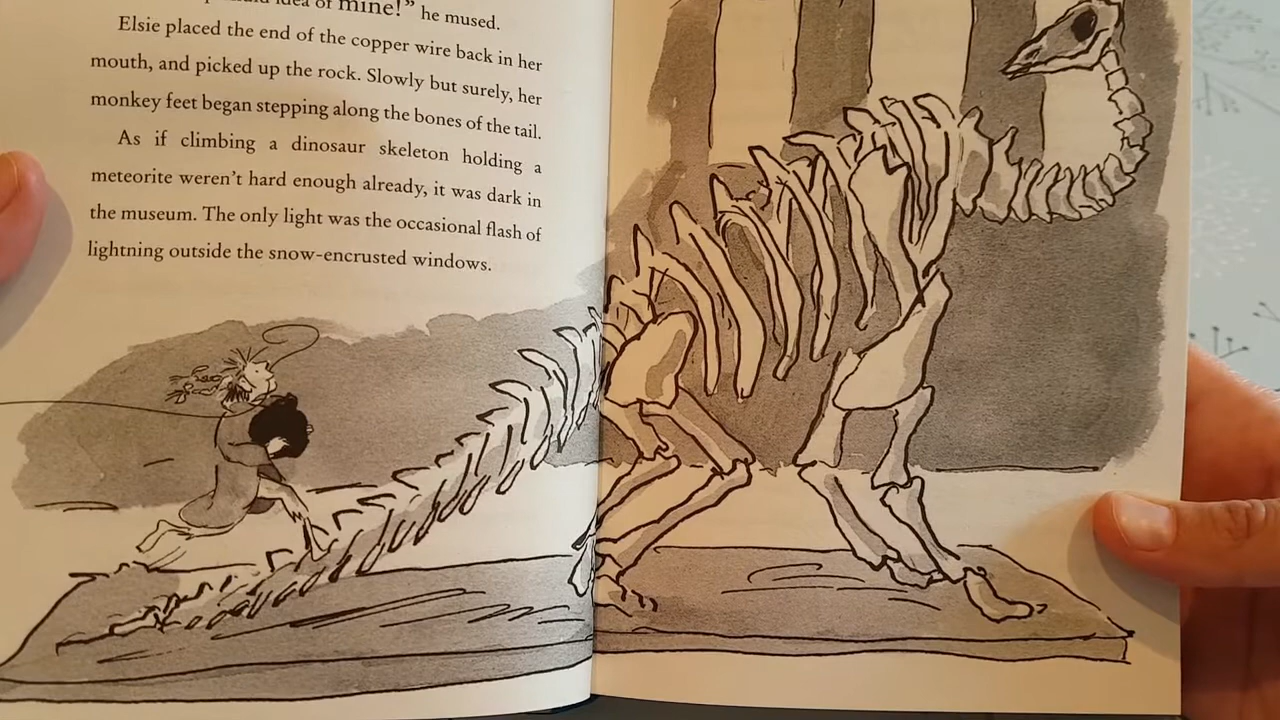 idea of mine!” he mused.
Elsie placed the end of the copper wire back in her
mouth, and picked up the rock. Slowly but surely, her
monkey feet began stepping along the bones of the tail.
As if climbing a dinosaur skeleton holding a
meteorite weren’t hard enough already, it was dark in
the museum. The only light was the occasional flash of
lightning outside the snow-encrusted windows.